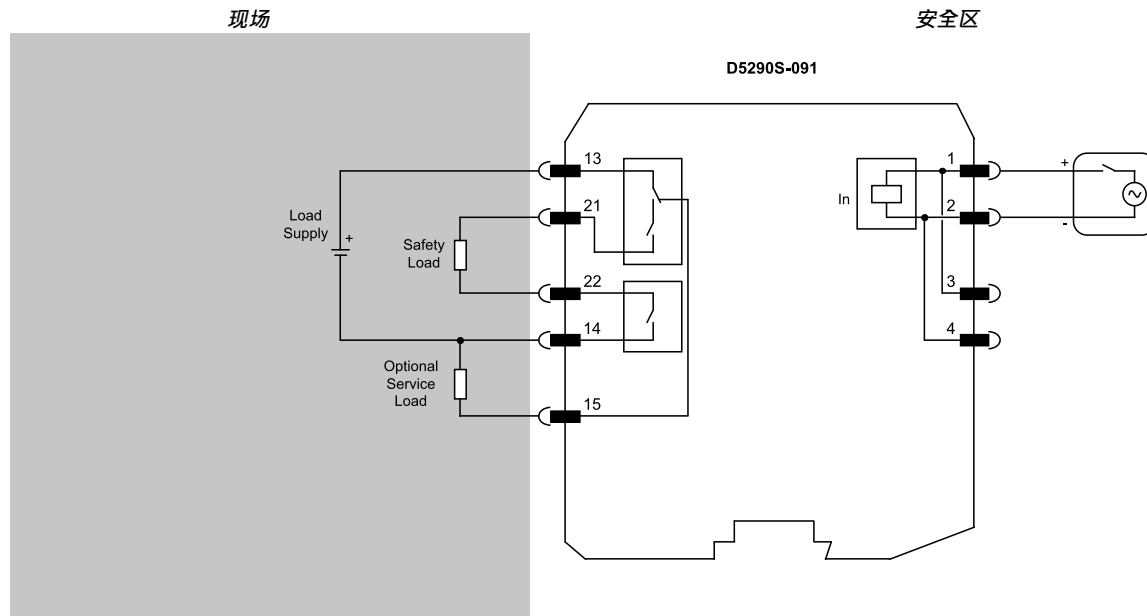 现场
安全区
D5290S-091
13
21
22
14
15
Load
Supply
+
Safety
Load
Optional
Service
Load
In
1
2
3
4
+
-